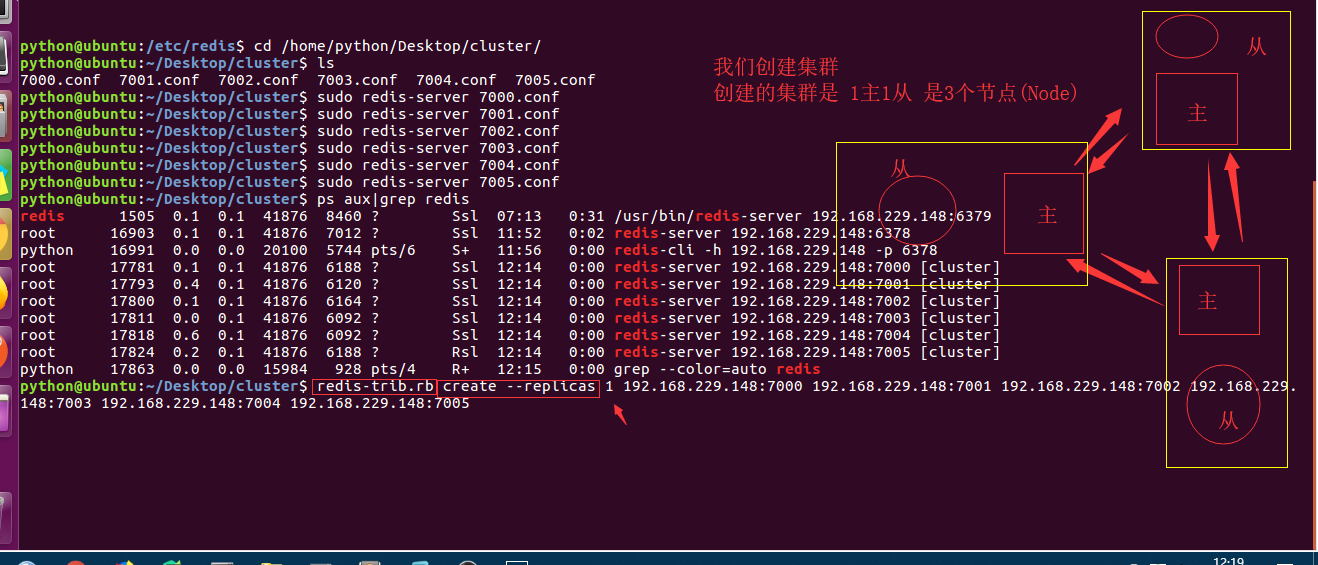 python@ubuntu:/etc/redis$ cd /home/python/Desktop/cluster/
python@ubuntu:~/Desktop/cluster$ ls
7000.conf  7001.conf  7002.conf  7003.conf  7004.conf  7005.conf
python@ubuntu:~/Desktop/cluster$ sudo redis-server 7000.conf
python@ubuntu:~/Desktop/cluster$ sudo redis-server 7001.conf
python@ubuntu:~/Desktop/cluster$ sudo redis-server 7002.conf
python@ubuntu:~/Desktop/cluster$ sudo redis-server 7003.conf
python@ubuntu:~/Desktop/cluster$ sudo redis-server 7004.conf
python@ubuntu:~/Desktop/cluster$ sudo redis-server 7005.conf
python@ubuntu:~/Desktop/cluster$ ps aux|grep redis
redis      1505  0.1  0.1  41876  8460 ?        Ssl  07:13   0:31 /usr/bin/redis-server 192.168.229.148:6379
root      16903  0.1  0.1  41876  7012 ?        Ssl  11:52   0:02 redis-server 192.168.229.148:6378
python    16991  0.0  0.0  20100  5744 pts/6    S+   11:56   0:00 redis-cli -h 192.168.229.148 -p 6378
root      17781  0.1  0.1  41876  6188 ?        Ssl  12:14   0:00 redis-server 192.168.229.148:7000 [cluster]
root      17793  0.4  0.1  41876  6120 ?        Ssl  12:14   0:00 redis-server 192.168.229.148:7001 [cluster]
root      17800  0.1  0.1  41876  6164 ?        Ssl  12:14   0:00 redis-server 192.168.229.148:7002 [cluster]
root      17811  0.0  0.1  41876  6092 ?        Ssl  12:14   0:00 redis-server 192.168.229.148:7003 [cluster]
root      17818  0.6  0.1  41876  6092 ?        Ssl  12:14   0:00 redis-server 192.168.229.148:7004 [cluster]
root      17824  0.2  0.1  41876  6188 ?        Rsl  12:14   0:00 redis-server 192.168.229.148:7005 [cluster]
python    17863  0.0  0.0  15984   928 pts/4    R+   12:15   0:00 grep --color=auto redis
python@ubuntu:~/Desktop/cluster$ redis-trib.rb create --replicas 1 192.168.229.148:7000 192.168.229.148:7001 192.168.229.148:7002 192.168.229.
148:7003 192.168.229.148:7004 192.168.229.148:7005
我们创建集群
创建的集群是 1主1从 是3个节点(Node)
从
主
从
主
主
从
12:19